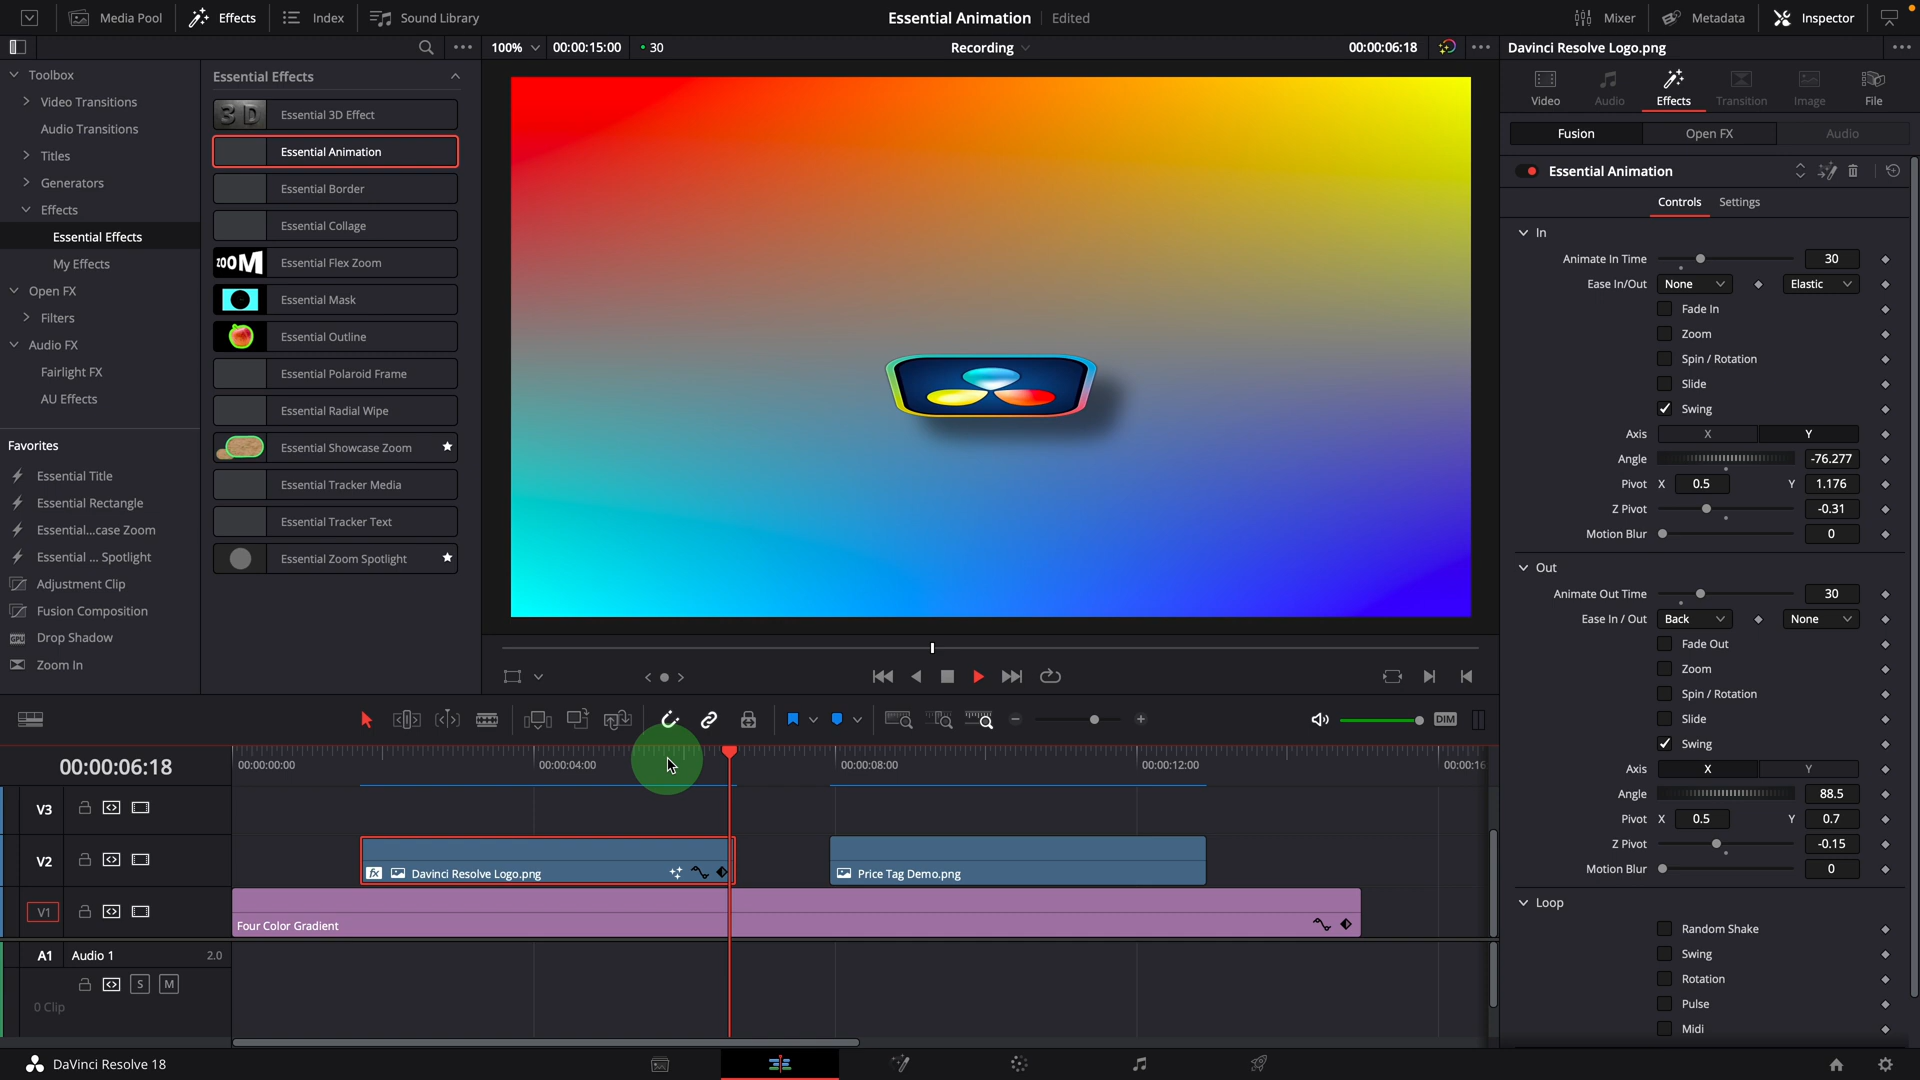 Media Pool
Effects
Index
Sound Library
Essential Animation
Edited
Mixer
Metadata
Inspector
100%
00:00:15:00
30
Recording
00:00:06:18
Davinci Resolve Logo.png
Toolbox
Video Transitions
Audio Transitions
Titles
Generators
Effects
Essential Effects
My Effects
Open FX
Filters
Audio FX
Fairlight FX
AU Effects
Favorites
Essential Title
Essential Rectangle
Essential...case Zoom
Essential ... Spotlight
Adjustment Clip
Fusion Composition
Drop Shadow
Zoom In
Essential Effects
3D
Essential 3D Effect
Essential Animation
Essential Border
Essential Collage
ZOOM
Essential Flex Zoom
Essential Mask
Essential Outline
Essential Polaroid Frame
Essential Radial Wipe
Essential Showcase Zoom
Essential Tracker Media
Essential Tracker Text
Essential Zoom Spotlight
Video
Audio
Effects
Transition
Image
File
Fusion
Open FX
Audio
Essential Animation
Controls
Settings
In
Animate In Time
30
Ease In/Out
None
Elastic
Fade In
Zoom
Spin / Rotation
Slide
Swing
Axis
X
Y
Angle
-76.277
Pivot
X
0.5
Y
1.176
Z Pivot
-0.31
Motion Blur
0
Out
Animate Out Time
30
Ease In / Out
Back
None
Fade Out
Zoom
Spin / Rotation
Slide
Swing
Axis
X
Y
Angle
88.5
Pivot
X
0.5
Y
0.7
Z Pivot
-0.15
Motion Blur
0
Loop
Random Shake
Swing
Rotation
Pulse
Midi
DIM
00:00:06:18
00:00:00:00
00:00:04:00
00:00:08:00
00:00:12:00
00:00:16
V3
V2
fx
Davinci Resolve Logo.png
Price Tag Demo.png
V1
Four Color Gradient
A1
Audio 1
2.0
S
M
0 Clip
DaVinci Resolve 18